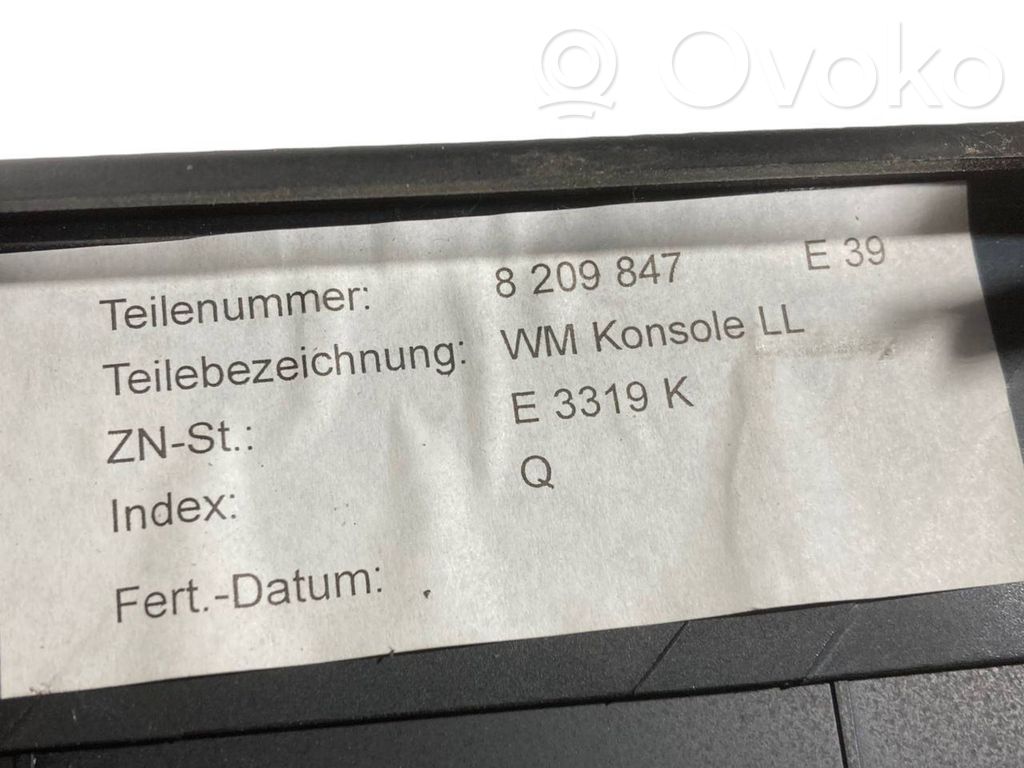 Ovoko
Teilenummer: 8 209 847 E 39
Teilebezeichnung: WM Konsole LL
ZN-St.: E 3319 K
Index: Q
Fert.-Datum: .